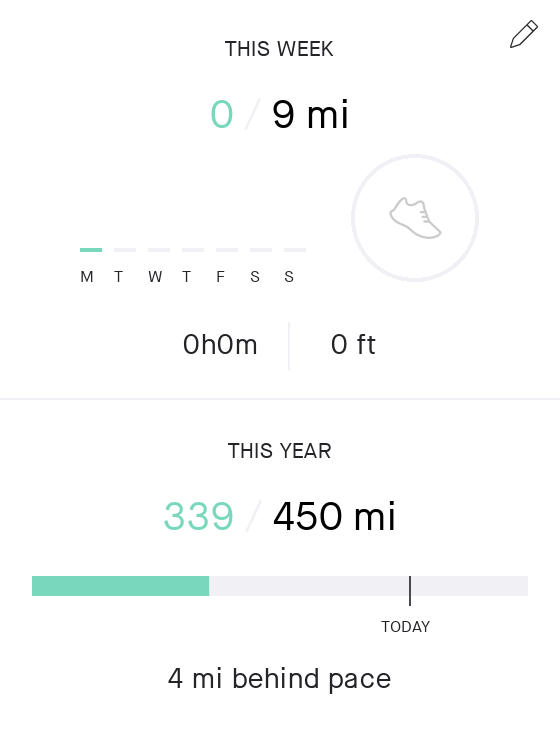 THIS WEEK
0 / 9 mi
M T W T F S S
0h0m 0 ft
THIS YEAR
339 / 450 mi
TODAY
4 mi behind pace